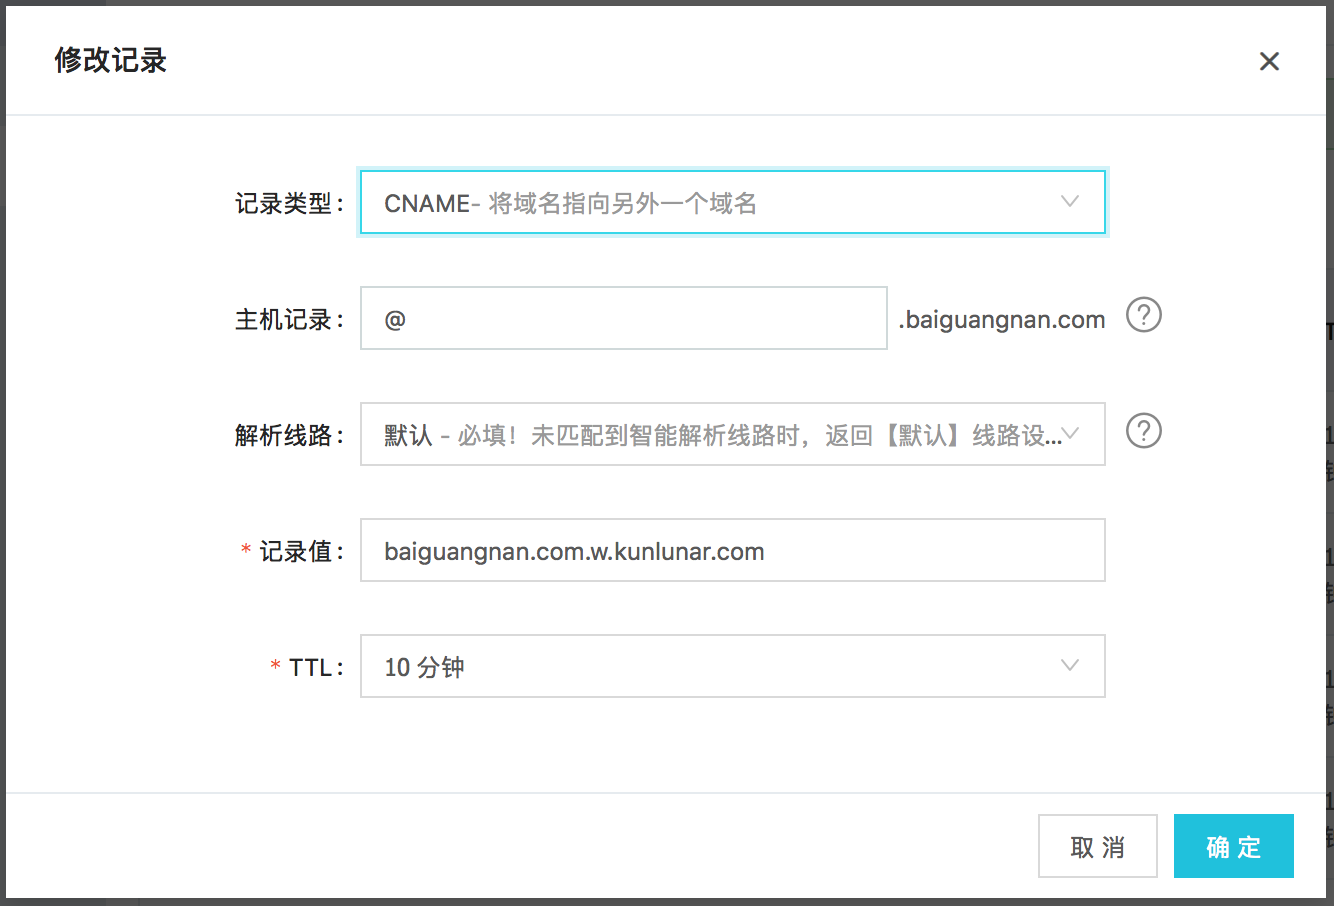 修改记录
记录类型: CNAME- 将域名指向另外一个域名
主机记录: @ .baiguangnan.com ?
解析线路: 默认 - 必填！未匹配到智能解析线路时，返回【默认】线路设... ?
* 记录值: baiguangnan.com.w.kunlunar.com
* TTL: 10 分钟
取 消 确 定